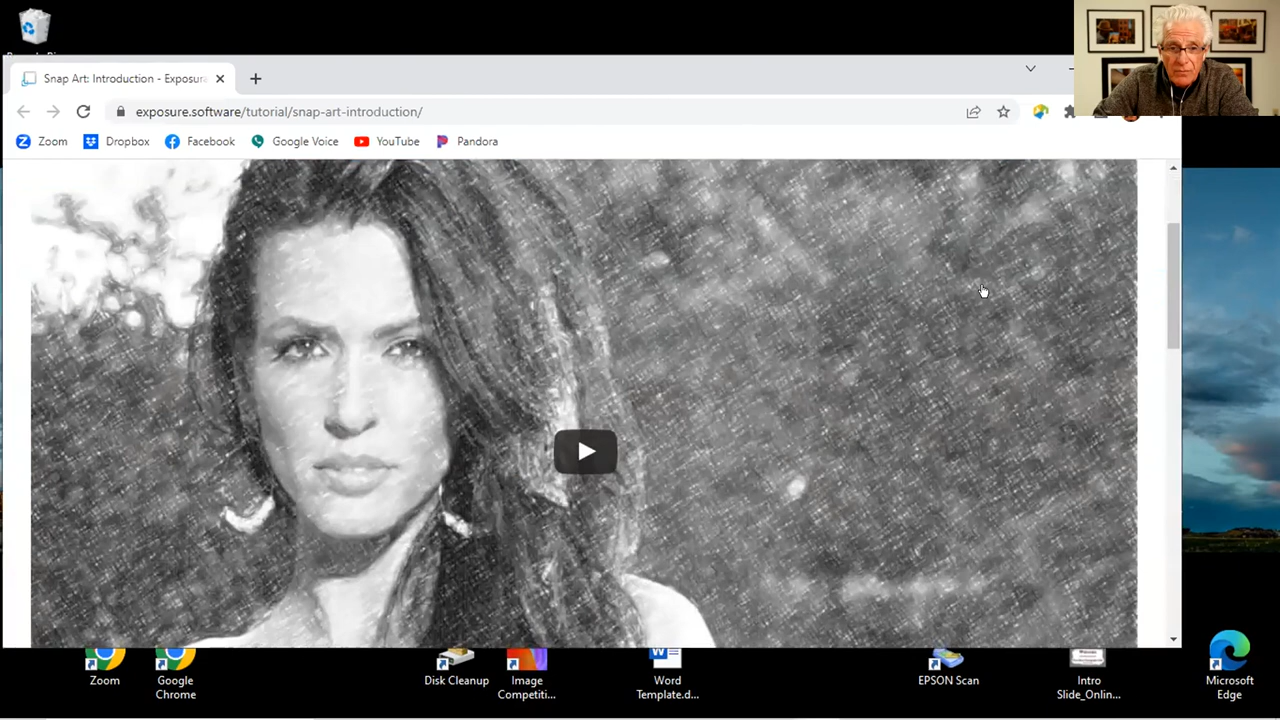 Snap Art: Introduction - Exposur
exposure.software/tutorial/snap-art-introduction/
Zoom Dropbox Facebook Google Voice YouTube Pandora
Zoom
Google Chrome
Disk Cleanup
Image Competiti...
Word Template.d...
EPSON Scan
Intro Slide_Onlin...
Microsoft Edge